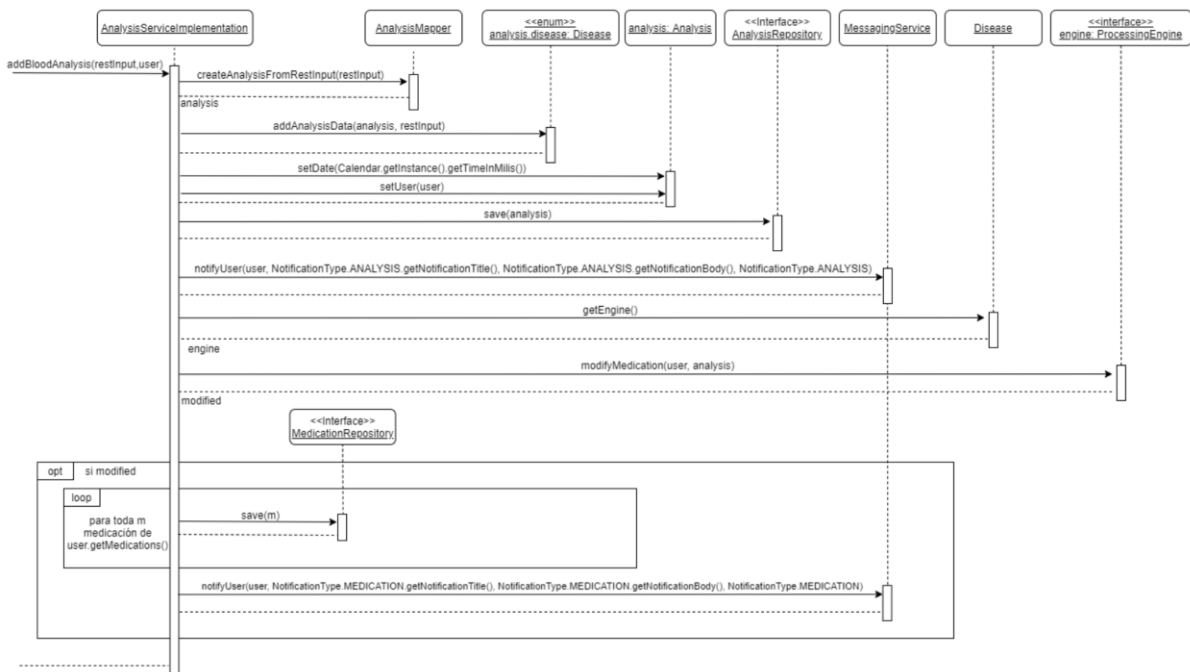 AnalysisServiceImplementation
AnalysisMapper
<<enum>>
analysis.disease: Disease
analysis: Analysis
<<Interface>>
AnalysisRepository
MessagingService
Disease
<<interface>>
engine: ProcessingEngine
addBloodAnalysis(restInput,user)
createAnalysisFromRestInput(restInput)
analysis
addAnalysisData(analysis, restInput)
setDate(Calendar.getInstance().getTimeInMilis())
setUser(user)
save(analysis)
notifyUser(user, NotificationType.ANALYSIS.getNotificationTitle(), NotificationType.ANALYSIS.getNotificationBody(), NotificationType.ANALYSIS)
getEngine()
engine
modifyMedication(user, analysis)
modified
<<Interface>>
MedicationRepository
opt si modified
loop
para toda m
medicación de
user.getMedications()
save(m)
notifyUser(user, NotificationType.MEDICATION.getNotificationTitle(), NotificationType.MEDICATION.getNotificationBody(), NotificationType.MEDICATION)